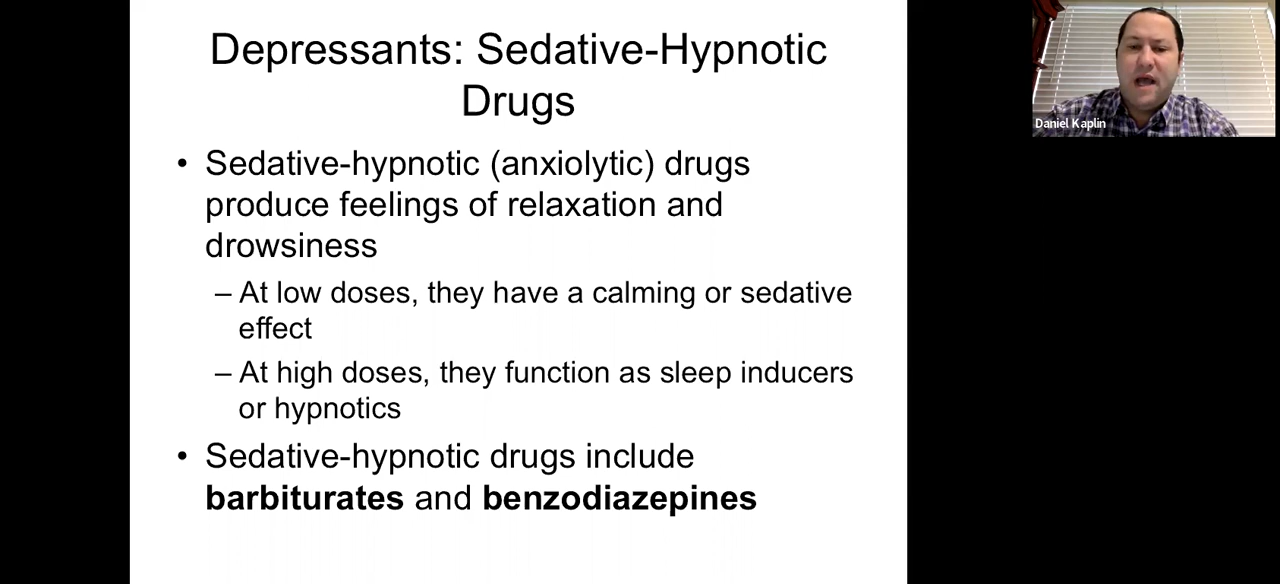 Depressants: Sedative-Hypnotic
Drugs
• Sedative-hypnotic (anxiolytic) drugs
produce feelings of relaxation and
drowsiness
– At low doses, they have a calming or sedative
effect
– At high doses, they function as sleep inducers
or hypnotics
• Sedative-hypnotic drugs include
barbiturates and benzodiazepines
Daniel Kaplin